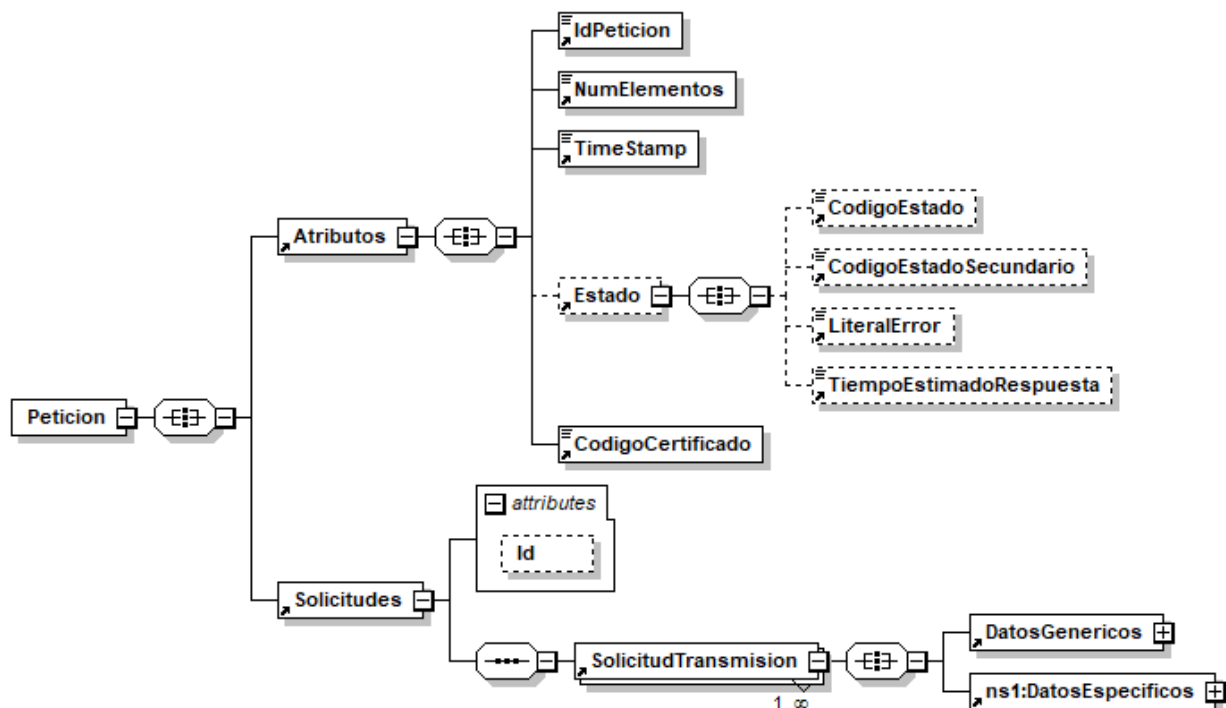 IdPeticion
NumElementos
TimeStamp
CodigoEstado
Atributos
CodigoEstadoSecundario
Estado
LiteralError
TiempoEstimadoRespuesta
Peticion
CodigoCertificado
attributes
Id
Solicitudes
DatosGenericos
SolicitudTransmision
ns1:DatosEspecificos
1 ∞